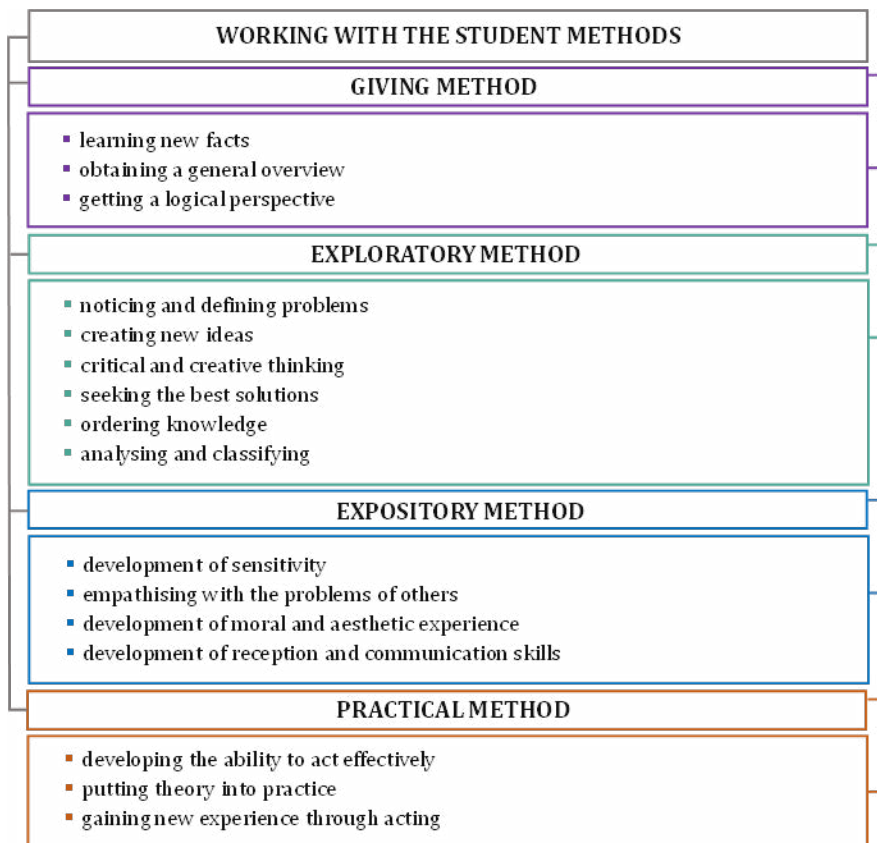 WORKING WITH THE STUDENT METHODS
GIVING METHOD
▪ learning new facts
▪ obtaining a general overview
▪ getting a logical perspective
EXPLORATORY METHOD
▪ noticing and defining problems
▪ creating new ideas
▪ critical and creative thinking
▪ seeking the best solutions
▪ ordering knowledge
▪ analysing and classifying
EXPOSITORY METHOD
▪ development of sensitivity
▪ empathising with the problems of others
▪ development of moral and aesthetic experience
▪ development of reception and communication skills
PRACTICAL METHOD
▪ developing the ability to act effectively
▪ putting theory into practice
▪ gaining new experience through acting